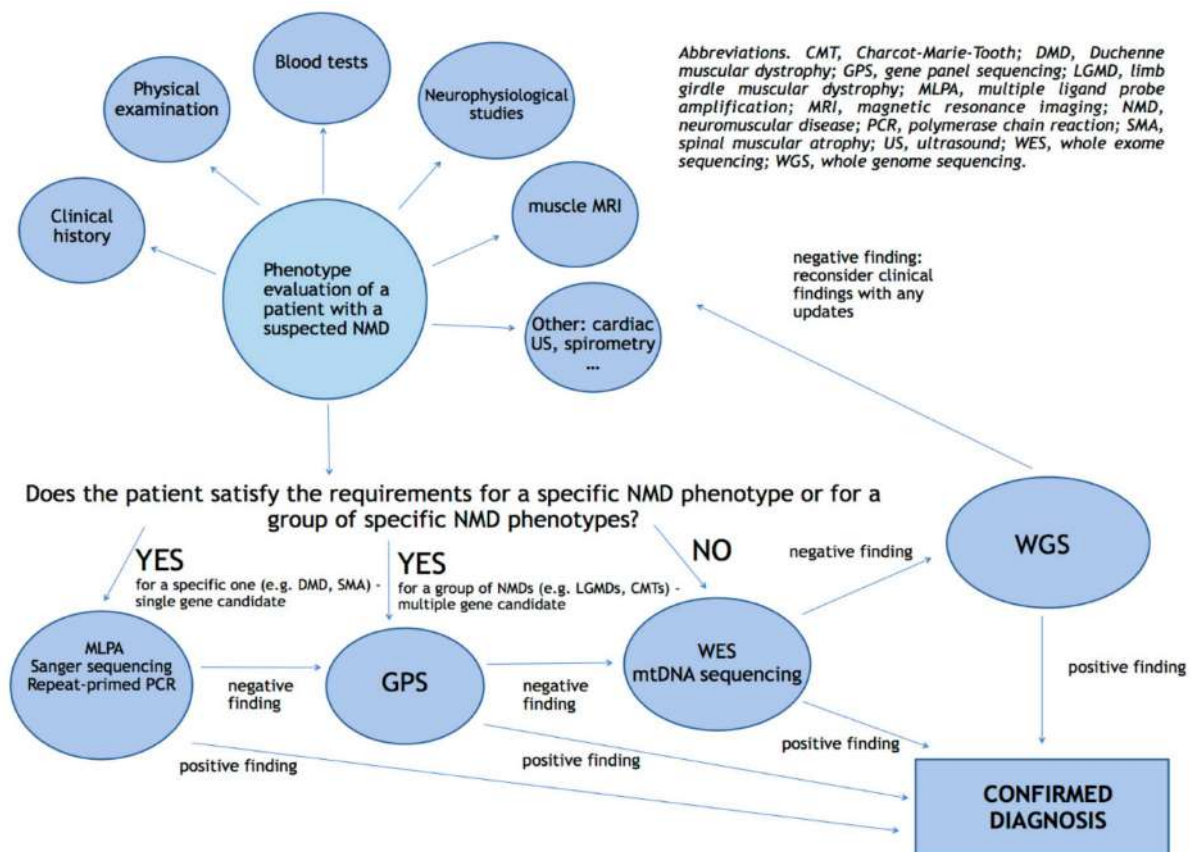 Blood tests
Physical
examination
Neurophysiological
studies
Clinical
history
muscle MRI
Phenotype
evaluation of a
patient with a
suspected NMD
Other: cardiac
US, spirometry
...
Abbreviations. CMT, Charcot-Marie-Tooth; DMD, Duchenne
muscular dystrophy; GPS, gene panel sequencing; LGMD, limb
girdle muscular dystrophy; MLPA, multiple ligand probe
amplification; MRI, magnetic resonance imaging; NMD,
neuromuscular disease; PCR, polymerase chain reaction; SMA,
spinal muscular atrophy; US, ultrasound; WES, whole exome
sequencing; WGS, whole genome sequencing.
negative finding:
reconsider clinical
findings with any
updates
Does the patient satisfy the requirements for a specific NMD phenotype or for a
group of specific NMD phenotypes?
YES
for a specific one (e.g. DMD, SMA) -
single gene candidate
YES
for a group of NMDs (e.g. LGMDs, CMTs) -
multiple gene candidate
NO
negative finding
WGS
MLPA
Sanger sequencing
Repeat-primed PCR
negative
finding
GPS
negative
finding
WES
mtDNA sequencing
positive finding
positive finding
positive finding
positive finding
CONFIRMED
DIAGNOSIS